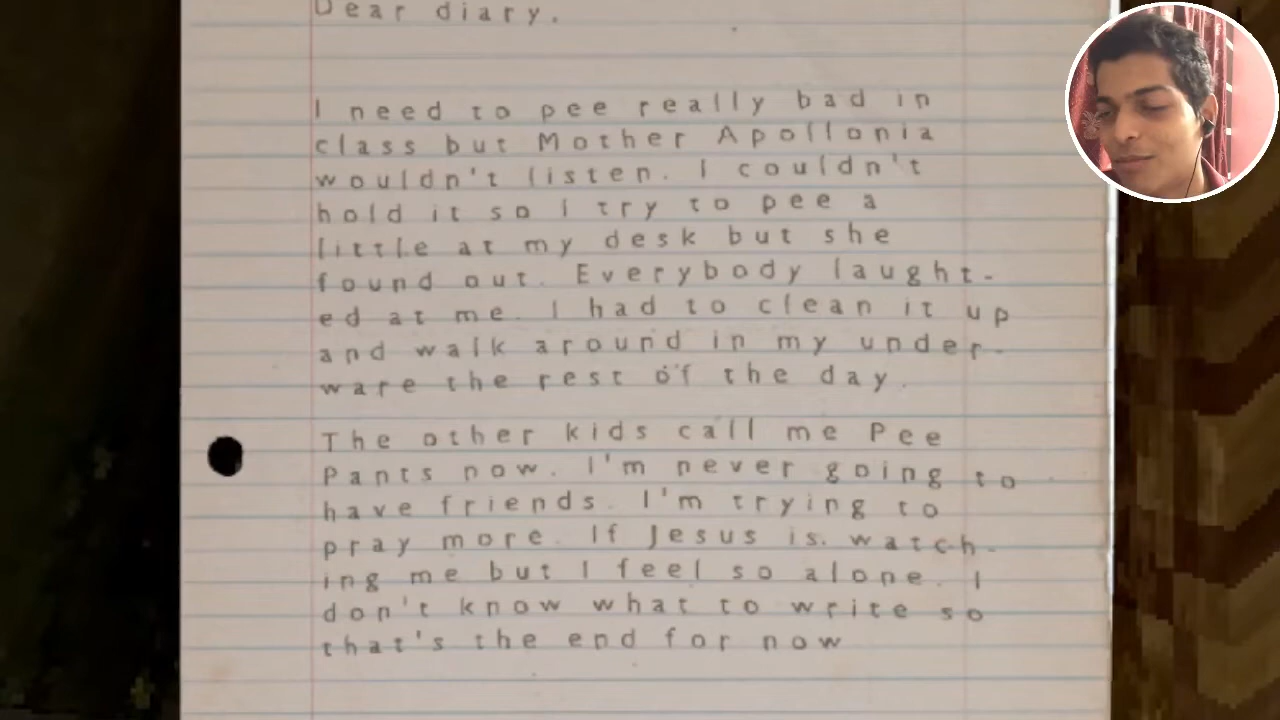 Dear diary.
I need to pee really bad in
class but Mother Apollonia
wouldn't listen. I couldn't
hold it so I try to pee a
little at my desk but she
found out. Everybody laught-
ed at me. I had to clean it up
and walk around in my under-
ware the rest of the day.
The other kids call me Pee
Pants now. I'm never going to
have friends. I'm trying to
pray more. If Jesus is. watch-
ing me but I feel so alone. I
don't know what to write so
that's the end for now